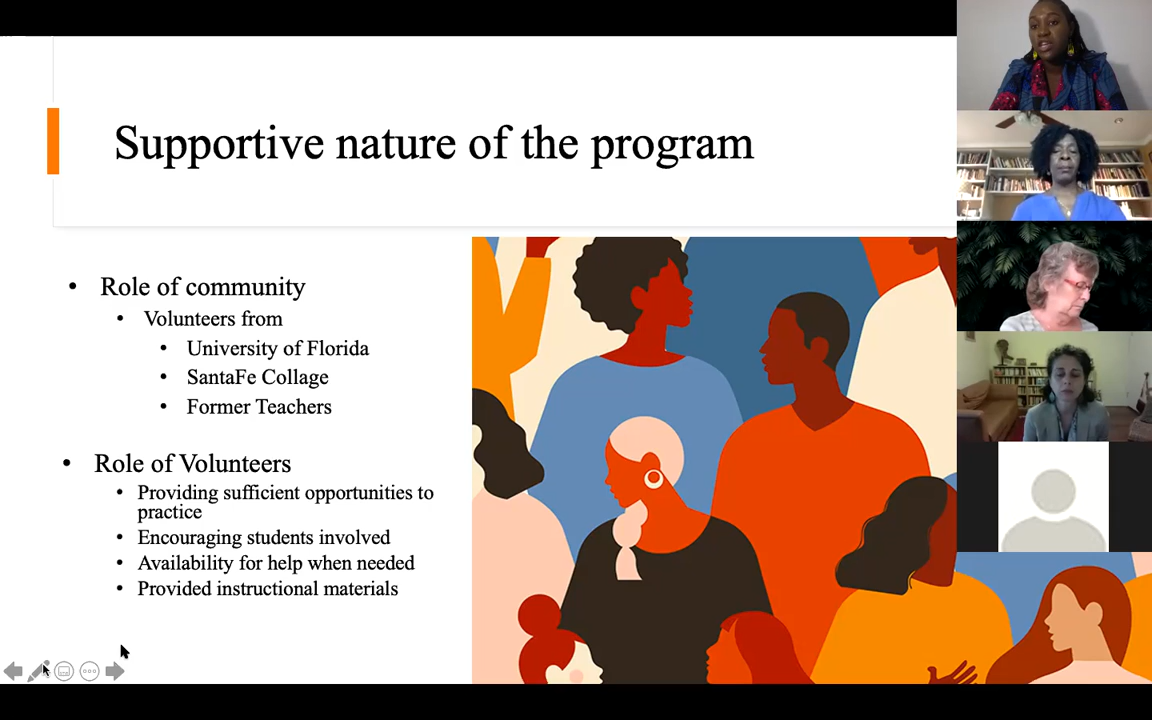 Supportive nature of the program
• Role of community
• Volunteers from
• University of Florida
• SantaFe Collage
• Former Teachers
• Role of Volunteers
• Providing sufficient opportunities to
practice
• Encouraging students involved
• Availability for help when needed
• Provided instructional materials